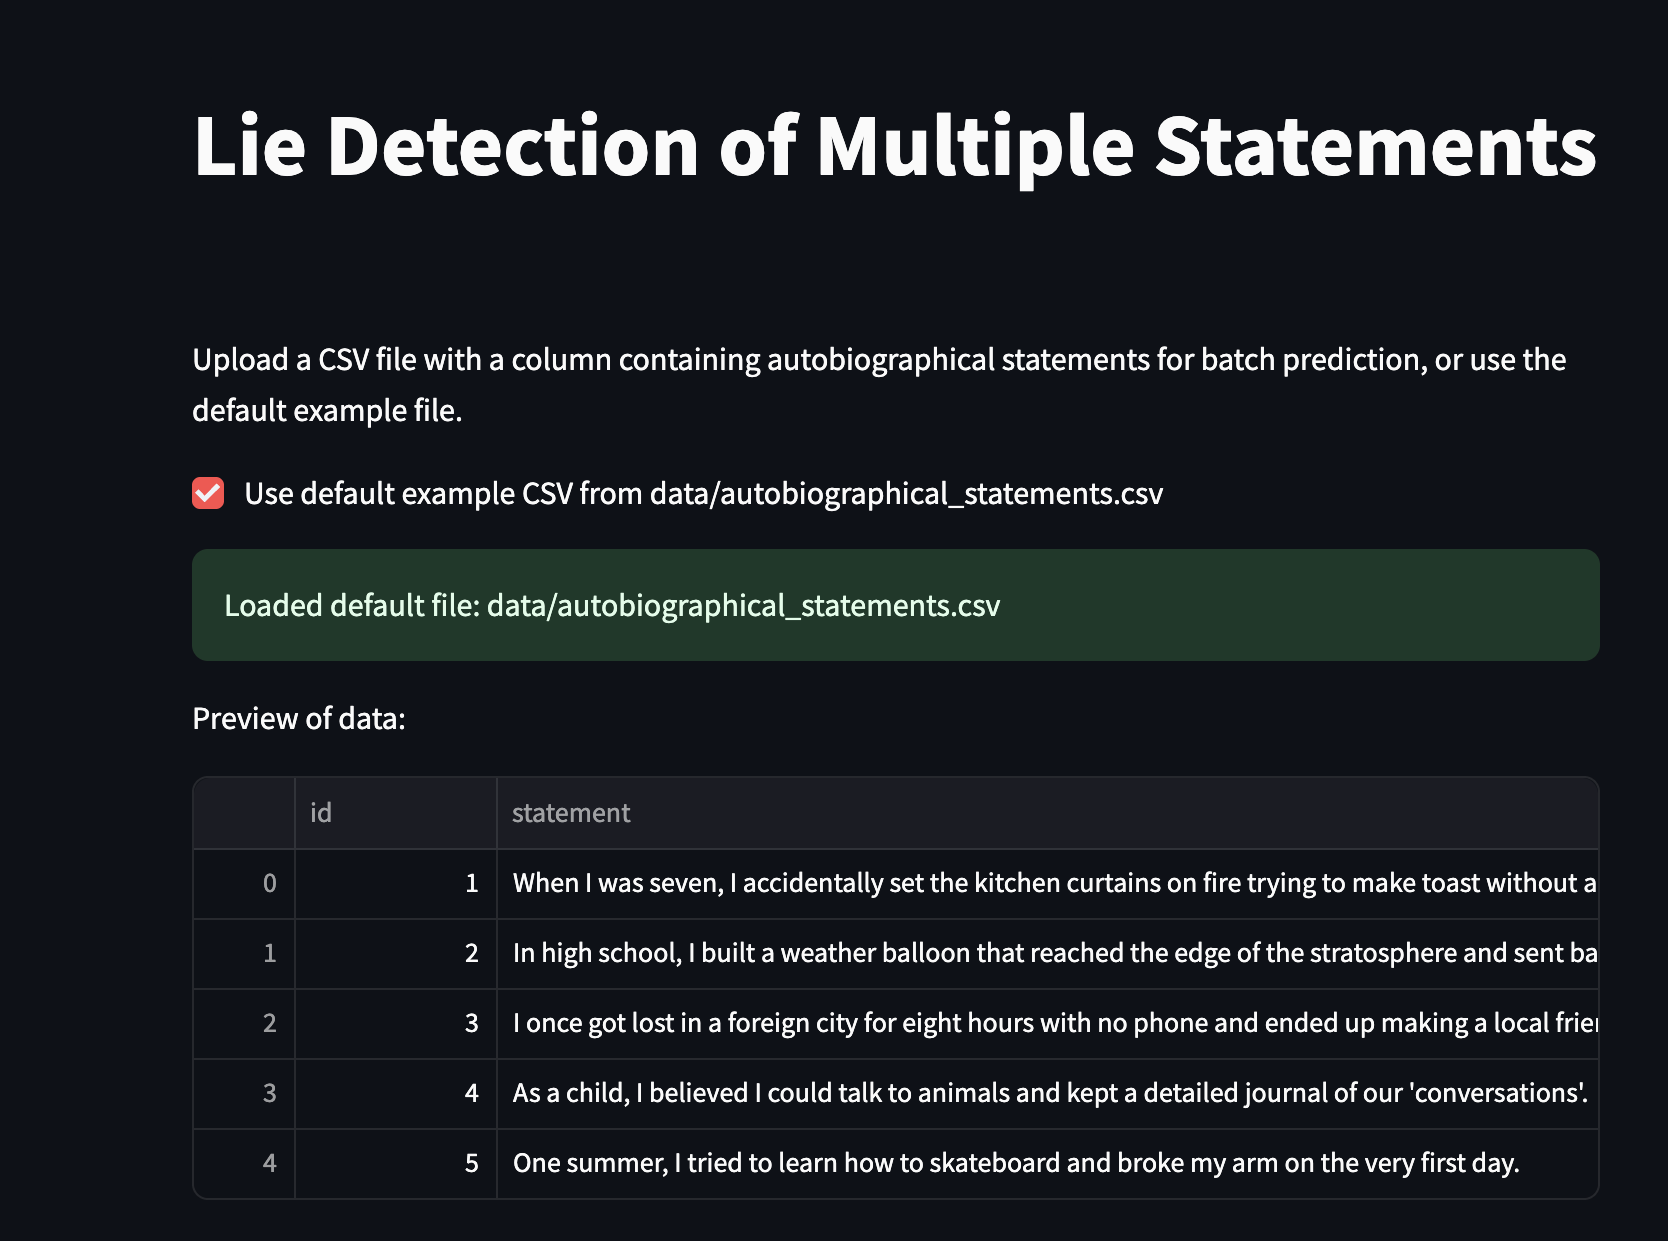 Lie Detection of Multiple Statements
Upload a CSV file with a column containing autobiographical statements for batch prediction, or use the
default example file.
Use default example CSV from data/autobiographical_statements.csv
Loaded default file: data/autobiographical_statements.csv
Preview of data:
id statement
0 1 When I was seven, I accidentally set the kitchen curtains on fire trying to make toast without a
1 2 In high school, I built a weather balloon that reached the edge of the stratosphere and sent ba
2 3 I once got lost in a foreign city for eight hours with no phone and ended up making a local frie
3 4 As a child, I believed I could talk to animals and kept a detailed journal of our 'conversations'.
4 5 One summer, I tried to learn how to skateboard and broke my arm on the very first day.